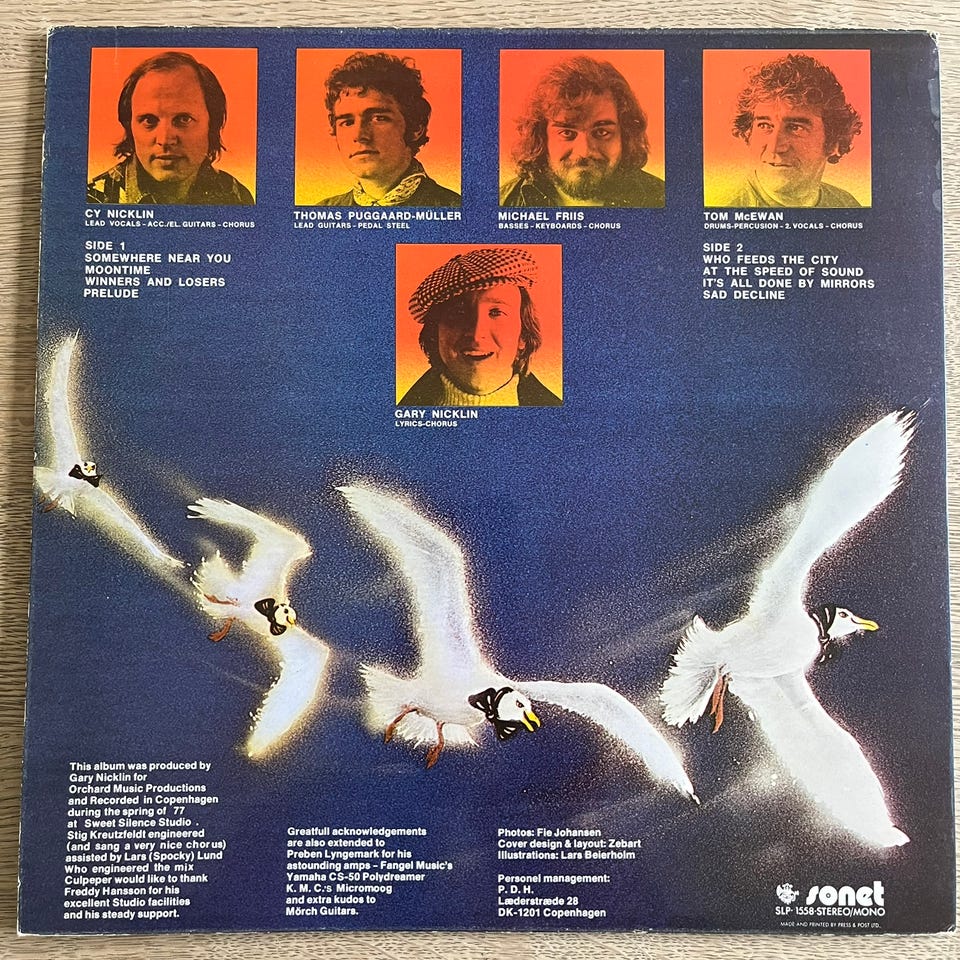 CY NICKLIN
LEAD VOCALS - ACC./EL. GUITARS - CHORUS
THOMAS PUGGAARD-MÜLLER
LEAD GUITARS - PEDAL STEEL
MICHAEL FRIIS
BASSES - KEYBOARDS - CHORUS
TOM McEWAN
DRUMS-PERCUSION - 2. VOCALS - CHORUS
SIDE 1
SOMEWHERE NEAR YOU
MOONTIME
WINNERS AND LOSERS
PRELUDE
SIDE 2
WHO FEEDS THE CITY
AT THE SPEED OF SOUND
IT'S ALL DONE BY MIRRORS
SAD DECLINE
GARY NICKLIN
LYRICS-CHORUS
This album was produced by
Gary Nicklin for
Orchard Music Productions
and Recorded in Copenhagen
during the spring of 77
at Sweet Silence Studio .
Stig Kreutzfeldt engineered
(and sang a very nice chorus)
assisted by Lars (Spocky) Lund
Who engineered the mix
Culpeper would like to thank
Freddy Hansson for his
excellent Studio facilities
and his steady support.
Greatfull acknowledgements
are also extended to
Preben Lyngemark for his
astounding amps - Fangel Music's
Yamaha CS-50 Polydreamer
K. M. C.'s Micromoog
and extra kudos to
Mörch Guitars.
Photos: Fie Johansen
Cover design & layout: Zebart
Illustrations: Lars Beierholm
Personel management:
P. D. H.
Læderstræde 28
DK-1201 Copenhagen
sonet
SLP- 1558-STEREO/MONO
MADE AND PRINTED BY PRESS & POST LTD.